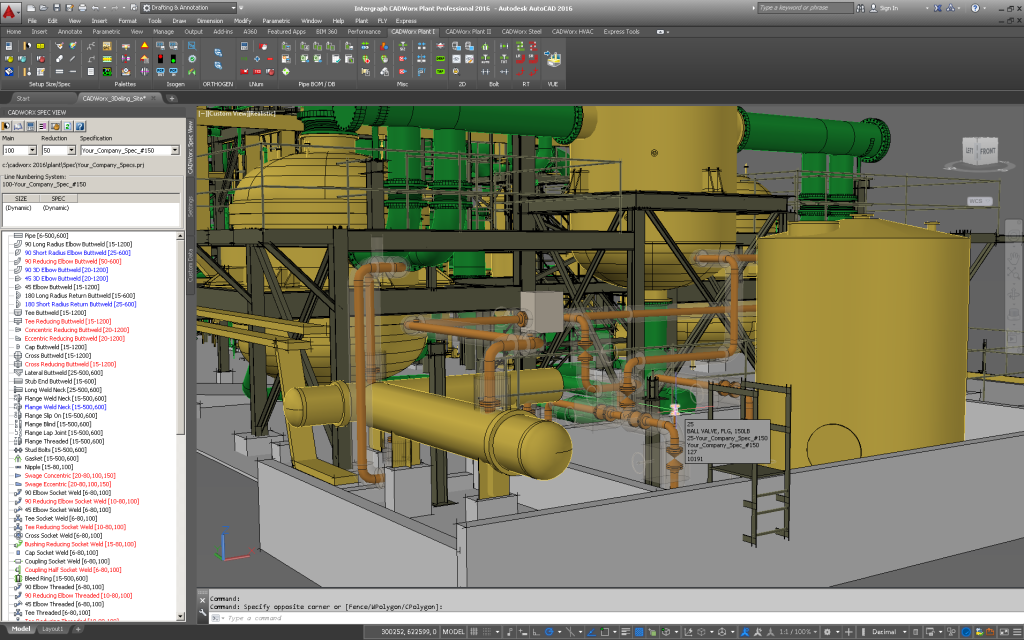 Drafting & Annotation
Intergraph CADWorx Plant Professional 2016 - Autodesk AutoCAD 2016
Type a keyword or phrase
Sign In
File Edit View Insert Format Tools Draw Dimension Modify Parametric Window Help Plant PLY Express
Home Insert Annotate Parametric View Manage Output Add-ins A360 Featured Apps BIM 360 Performance CADWorx Plant I CADWorx Plant II CADWorx Steel CADWorx HVAC Express Tools
Setup Size/Spec Palettes Isogen ORTHOGEN LNum Pipe BOM / DB Misc 2D Bolt RT VUE
Start CADWorx_3Deling_Site*
CADWORX SPEC VIEW
Main Reduction Specification
100 50 Your_Company_Spec_#150
c:\cadworx 2016\plant\Spec\Your_Company_Specs.prj
Line Numbering System:
100-Your_Company_Spec_#150
SIZE SPEC
(Dynamic) (Dynamic)
Pipe [6-500,600]
90 Long Radius Elbow Buttweld [15-1200]
90 Short Radius Elbow Buttweld [25-600]
90 Reducing Elbow Buttweld [50-600]
90 3D Elbow Buttweld [20-1200]
45 3D Elbow Buttweld [20-1200]
45 Elbow Buttweld [15-1200]
180 Long Radius Return Buttweld [15-600]
180 Short Radius Return Buttweld [25-600]
Tee Buttweld [15-1200]
Tee Reducing Buttweld [15-1200]
Concentric Reducing Buttweld [20-1200]
Eccentric Reducing Buttweld [20-1200]
Cap Buttweld [15-1200]
Cross Buttweld [15-1200]
Cross Reducing Buttweld [15-1200]
Lateral Buttweld [25-500,600]
Stub End Buttweld [15-600]
Long Weld Neck [25-500,600]
Flange Weld Neck [15-500,600]
Flange Weld Neck [15-500,600]
Flange Slip On [15-500,600]
Flange Blind [15-500,600]
Flange Lap Joint [15-500,600]
Flange Threaded [15-500,600]
Stud Bolts [15-500,600]
Gasket [15-500,600]
Nipple [15-80,100]
Swage Concentric [20-80,100,150]
Swage Eccentric [20-80,100,150]
90 Elbow Socket Weld [6-80,100]
90 Reducing Elbow Socket Weld [10-80,100]
45 Elbow Socket Weld [6-80,100]
Tee Socket Weld [6-80,100]
Tee Reducing Socket Weld [10-80,100]
Cross Socket Weld [6-80,100]
Bushing Reducing Socket Weld [15-80,100]
Cap Socket Weld [6-80,100]
Coupling Socket Weld [6-80,100]
Coupling Half Socket Weld [6-80,100]
Bleed Ring [15-500,600]
90 Elbow Threaded [6-80,100]
90 Reducing Elbow Threaded [10-80,100]
45 Elbow Threaded [6-80,100]
Tee Threaded [6-80,100]
CADWorx Spec View
Settings
Custom Data
[-][Custom View][Realistic]
LEFT FRONT
WCS
25
BALL VALVE, FLG, 150LB
25-Your_Company_Spec_#150
Your_Company_Spec_#150
127
10191
Command:
Command: Specify opposite corner or [Fence/WPolygon/CPolygon]:
Type a command
Model Layout1 +
300252, 622599, 0 MODEL 1:1 / 100% Decimal